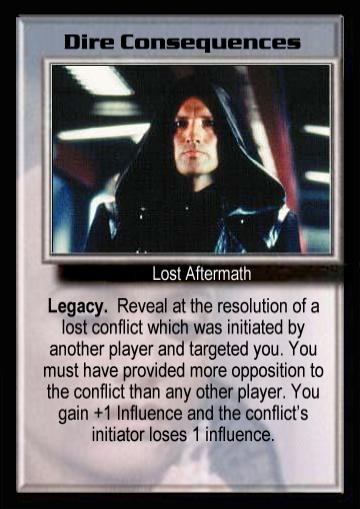 Dire Consequences
Lost Aftermath
Legacy. Reveal at the resolution of a
lost conflict which was initiated by
another player and targeted you. You
must have provided more opposition to
the conflict than any other player. You
gain +1 Influence and the conflict's
initiator loses 1 influence.